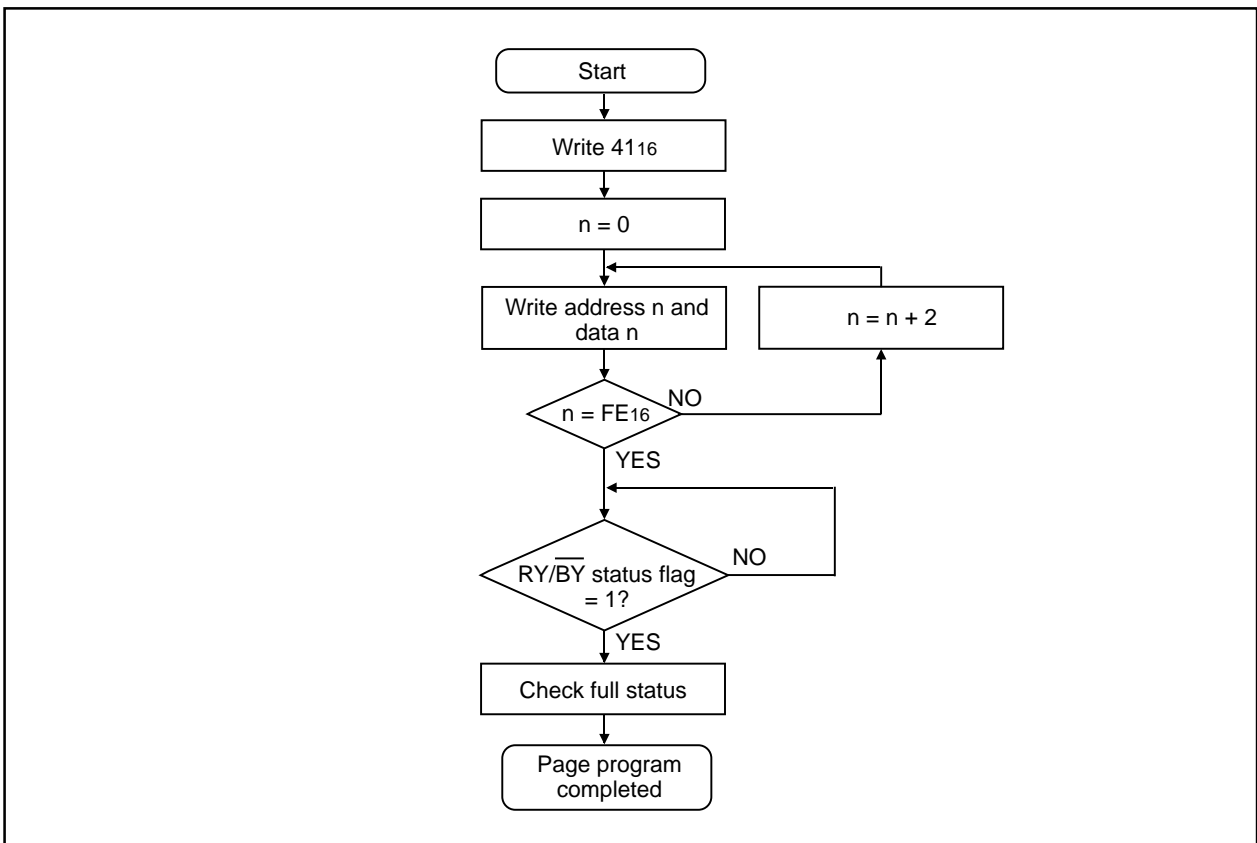 Start
Write 4116
n = 0
Write address n and
data n
n = n + 2
n = FE16
NO
YES
RY/BY status flag
= 1?
NO
YES
Check full status
Page program
completed